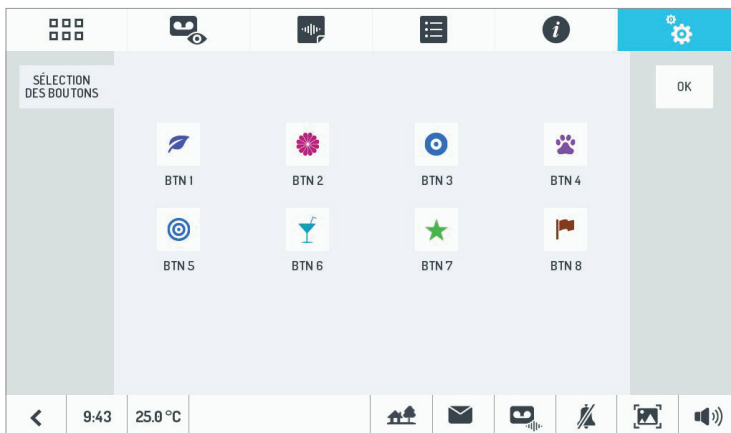 SÉLECTION
DES BOUTONS
OK
BTN 1
BTN 2
BTN 3
BTN 4
BTN 5
BTN 6
BTN 7
BTN 8
9:43
25.0 °C